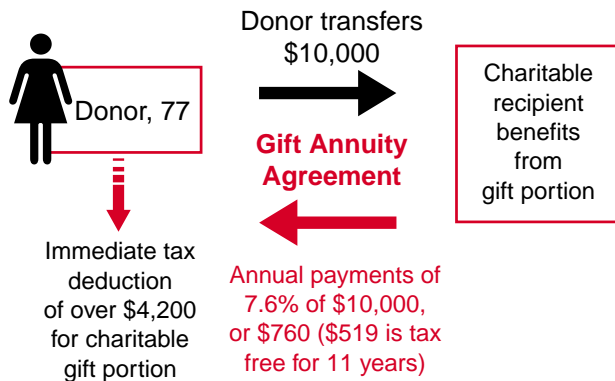 Donor transfers
$10,000
Donor, 77
Gift Annuity
Agreement
Charitable
recipient
benefits
from
gift portion
Immediate tax
deduction
of over $4,200
for charitable
gift portion
Annual payments of
7.6% of $10,000,
or $760 ($519 is tax
free for 11 years)